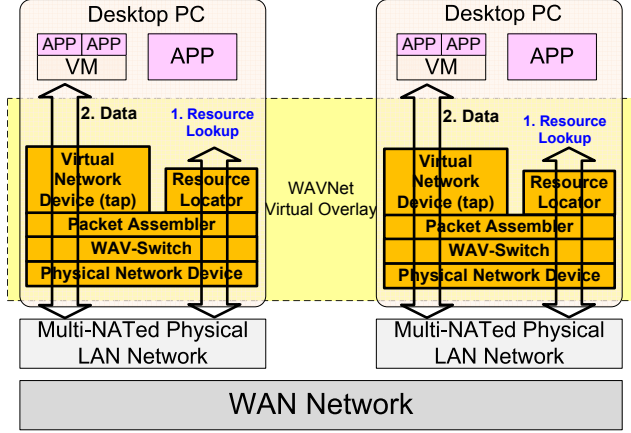 Desktop PC
APP APP
VM
APP
2. Data
1. Resource
Lookup
Virtual
Network
Device (tap)
Resource
Locator
Packet Assembler
WAV-Switch
Physical Network Device
Multi-NATed Physical
LAN Network
WAVNet
Virtual Overlay
Desktop PC
APP APP
VM
APP
2. Data
1. Resource
Lookup
Virtual
Network
Device (tap)
Resource
Locator
Packet Assembler
WAV-Switch
Physical Network Device
Multi-NATed Physical
LAN Network
WAN Network